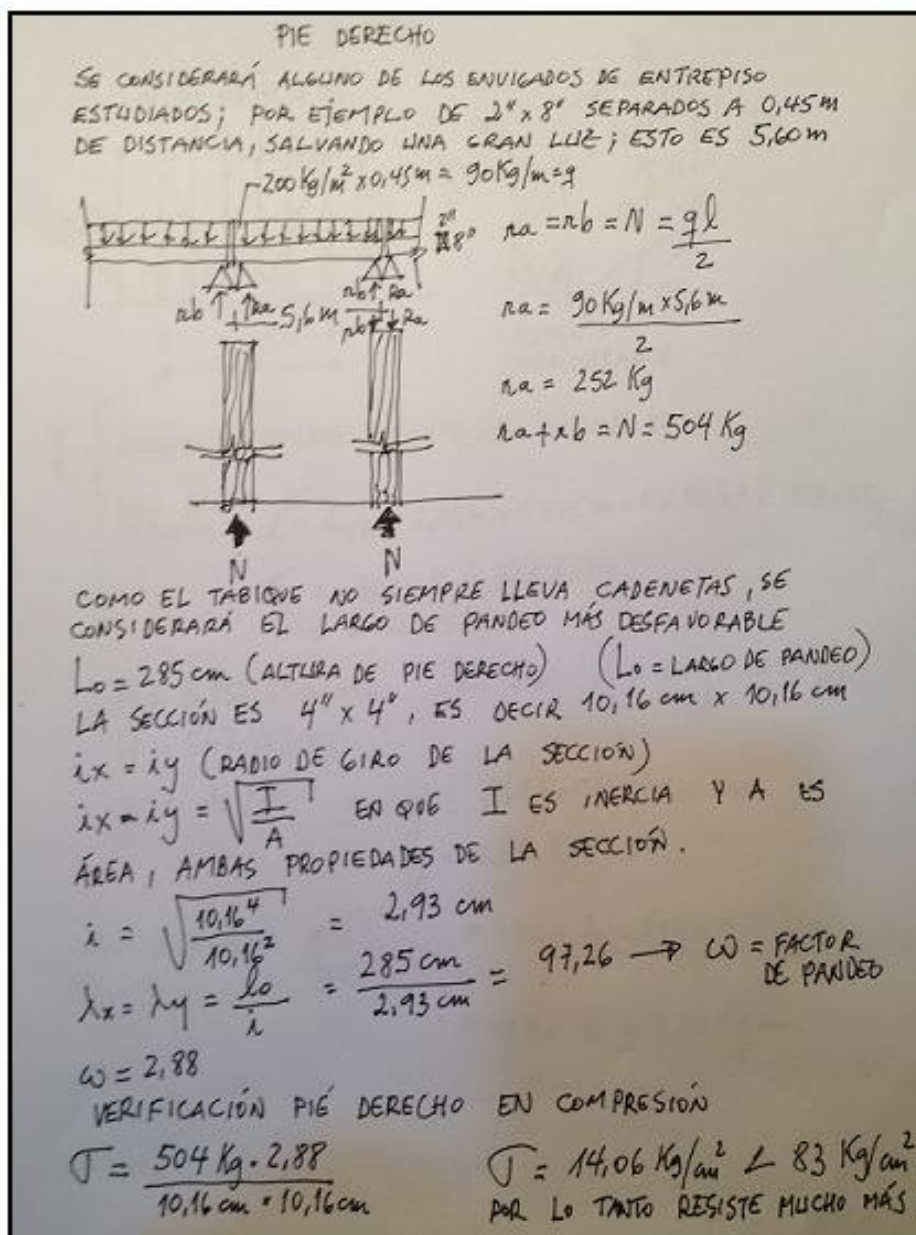 PIE DERECHO
SE CONSIDERARÁ ALGUNO DE LOS ENVIGADOS DE ENTREPISO
ESTUDIADOS; POR EJEMPLO DE 2" x 8" SEPARADOS A 0,45 m
DE DISTANCIA, SALVANDO UNA GRAN LUZ; ESTO ES 5,60 m
200 Kg/m² x 0,45 m = 90 Kg/m = q
2"
8"
ra = rb = N = ql/2
rb Ra 5,6 m rb Ra
rb Ra
ra = 90 Kg/m x 5,6 m / 2
ra = 252 Kg
ra + rb = N = 504 Kg
N N
COMO EL TABIQUE NO SIEMPRE LLEVA CADENETAS, SE
CONSIDERARÁ EL LARGO DE PANDEO MÁS DESFAVORABLE
Lo = 285 cm (ALTURA DE PIE DERECHO) (Lo = LARGO DE PANDEO)
LA SECCIÓN ES 4" x 4", ES DECIR 10,16 cm x 10,16 cm
ix = iy (RADIO DE GIRO DE LA SECCIÓN)
ix = iy = √(I/A) EN QUE I ES INERCIA Y A ES
ÁREA, AMBAS PROPIEDADES DE LA SECCIÓN.
i = √(10,16⁴/10,16²) = 2,93 cm
λx = λy = lo/i = 285 cm / 2,93 cm = 97,26 → ω = FACTOR
DE PANDEO
ω = 2,88
VERIFICACIÓN PIÉ DERECHO EN COMPRESIÓN
σ = 504 Kg · 2,88 / 10,16 cm · 10,16 cm σ = 14,06 Kg/cm² < 83 Kg/cm²
POR LO TANTO RESISTE MUCHO MÁS